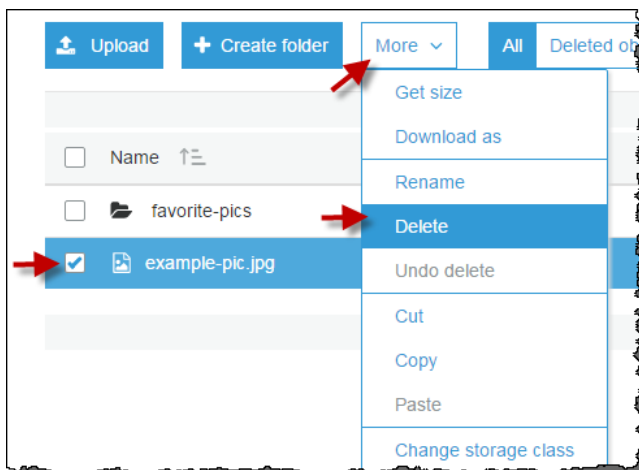 Upload
Create folder
More
All
Deleted
Get size
Download as
Name
Rename
favorite-pics
Delete
example-pic.jpg
Undo delete
Cut
Copy
Paste
Change storage class